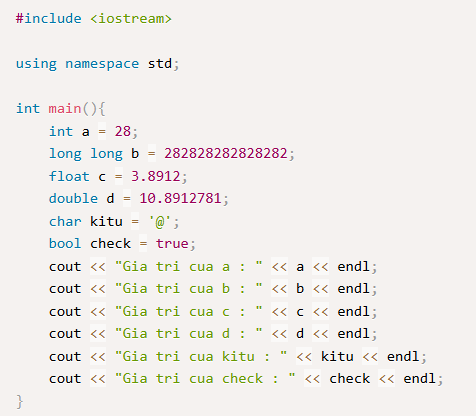 #include <iostream>
using namespace std;
int main(){
    int a = 28;
    long long b = 282828282828282;
    float c = 3.8912;
    double d = 10.8912781;
    char kitu = '@';
    bool check = true;
    cout << "Gia tri cua a : " << a << endl;
    cout << "Gia tri cua b : " << b << endl;
    cout << "Gia tri cua c : " << c << endl;
    cout << "Gia tri cua d : " << d << endl;
    cout << "Gia tri cua kitu : " << kitu << endl;
    cout << "Gia tri cua check : " << check << endl;
}